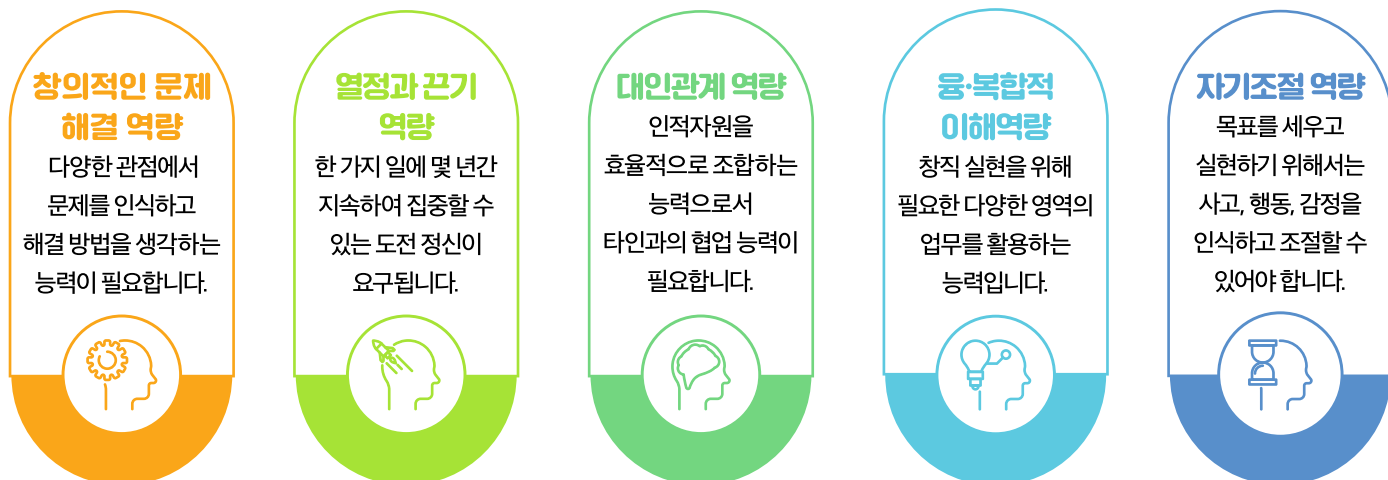 창의적인 문제
해결 역량
다양한 관점에서
문제를 인식하고
해결 방법을 생각하는
능력이 필요합니다.
열정과 끈기
역량
한 가지 일에 몇 년간
지속하여 집중할 수
있는 도전 정신이
요구됩니다.
대인관계 역량
인적자원을
효율적으로 조합하는
능력으로서
타인과의 협업 능력이
필요합니다.
융·복합적
이해역량
창직 실현을 위해
필요한 다양한 영역의
업무를 활용하는
능력입니다.
자기조절 역량
목표를 세우고
실현하기 위해서는
사고, 행동, 감정을
인식하고 조절할 수
있어야 합니다.